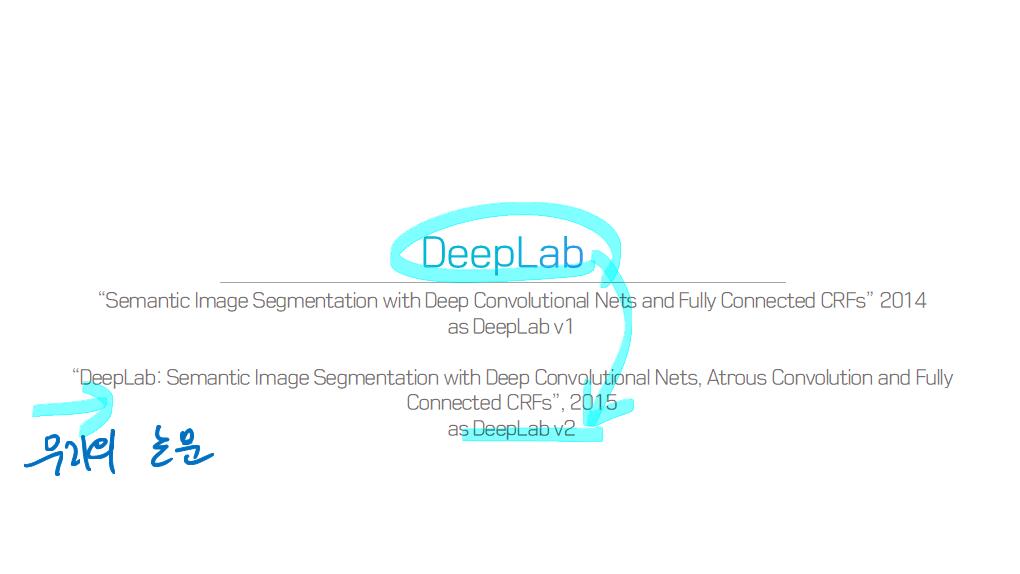 DeepLab
“Semantic Image Segmentation with Deep Convolutional Nets and Fully Connected CRFs” 2014
as DeepLab v1
“DeepLab: Semantic Image Segmentation with Deep Convolutional Nets, Atrous Convolution and Fully
Connected CRFs”, 2015
as DeepLab v2
우리의 논문